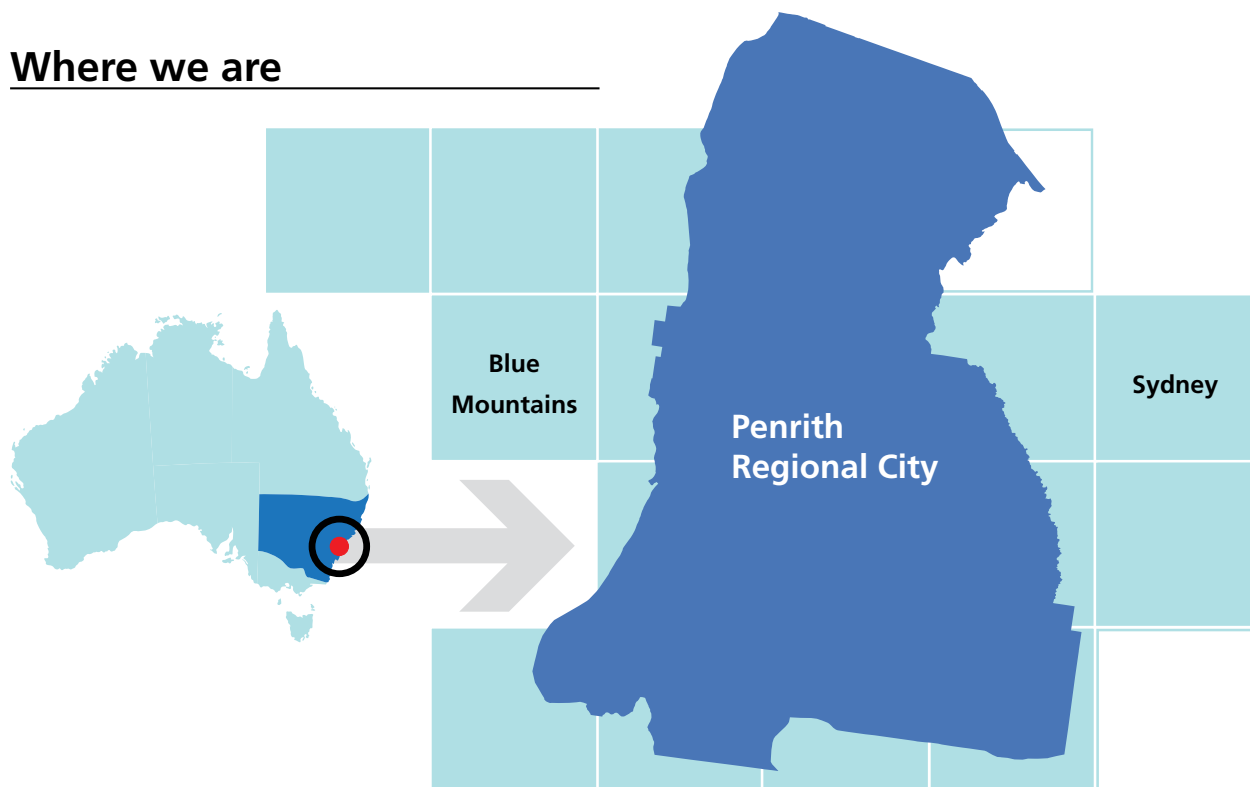 Where we are
Blue
Mountains
Sydney
Penrith
Regional City